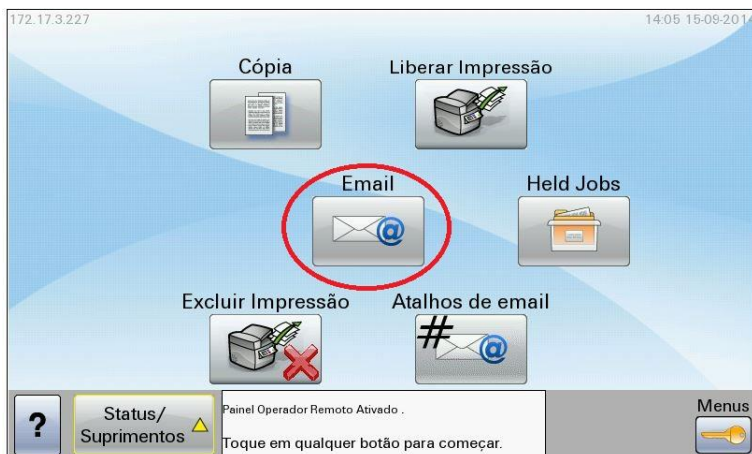 172.17.3.227
14:05 15-09-2014
Cópia
Liberar Impressão
Email
Held Jobs
Excluir Impressão
Atalhos de email
#
@
?
Status/
Suprimentos
Painel Operador Remoto Ativado .
Toque em qualquer botão para começar.
Menus